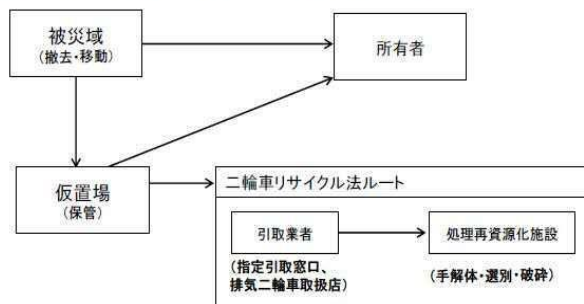 被災域
(撤去・移動)
所有者
仮置場
(保管)
二輪車リサイクル法ルート
引取業者
処理再資源化施設
(指定引取窓口、
排気二輪車取扱店)
(手解体・選別・破砕)